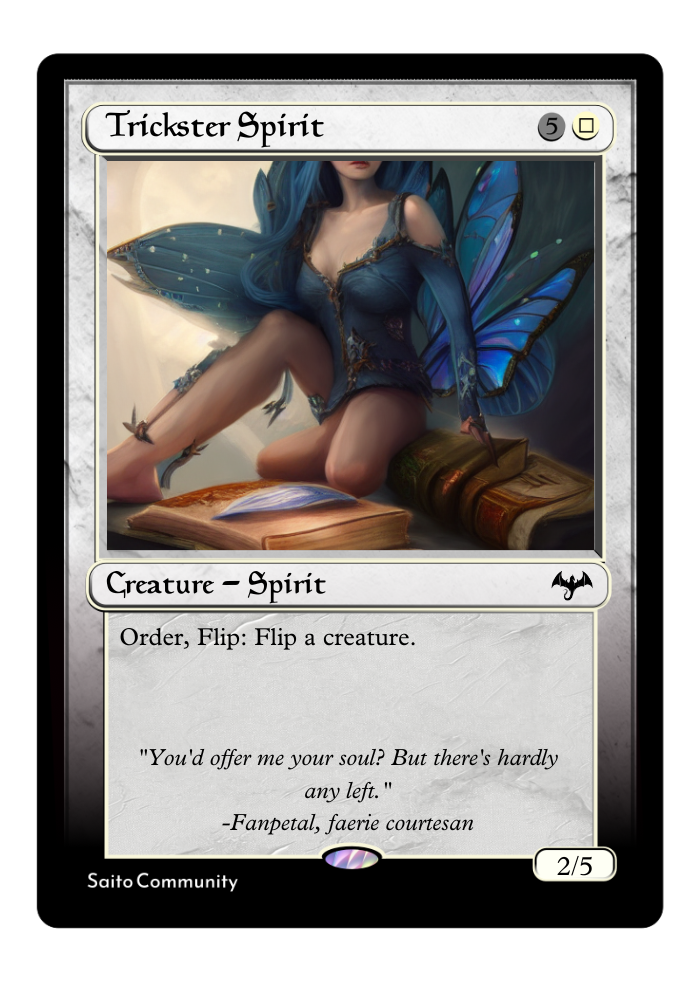 Trickster Spirit 5
Creature – Spirit
Order, Flip: Flip a creature.
"You'd offer me your soul? But there's hardly
any left."
-Fanpetal, faerie courtesan
2/5
Saito Community